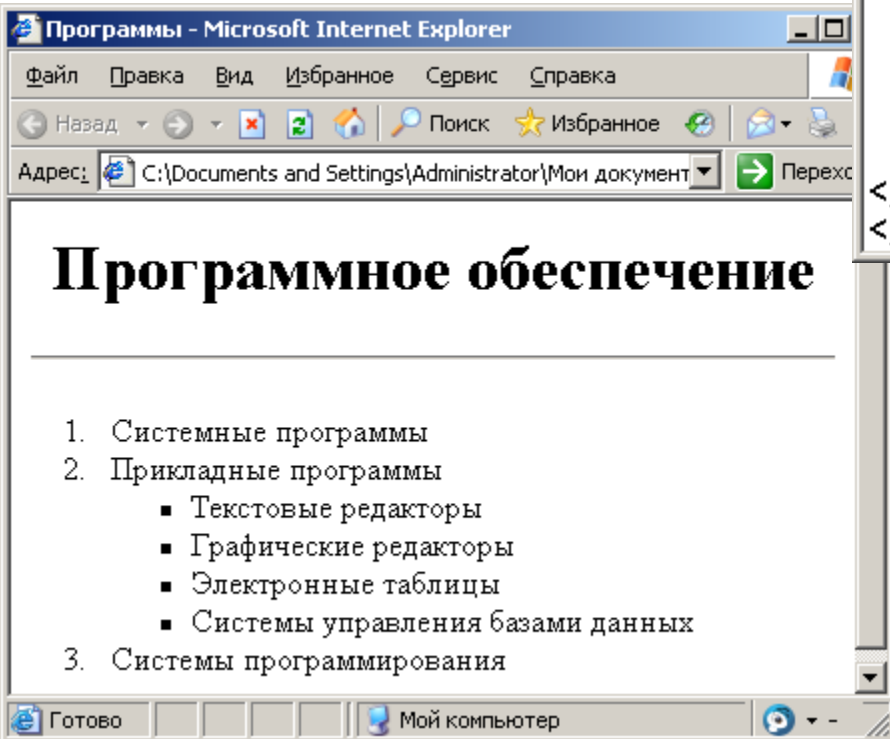 Программы - Microsoft Internet Explorer
Файл Правка Вид Избранное Сервис Справка
Назад Поиск Избранное
Адрес: C:\Documents and Settings\Administrator\Мои документ
Программное обеспечение
1. Системные программы
2. Прикладные программы
▪ Текстовые редакторы
▪ Графические редакторы
▪ Электронные таблицы
▪ Системы управления базами данных
3. Системы программирования
Готово Мой компьютер